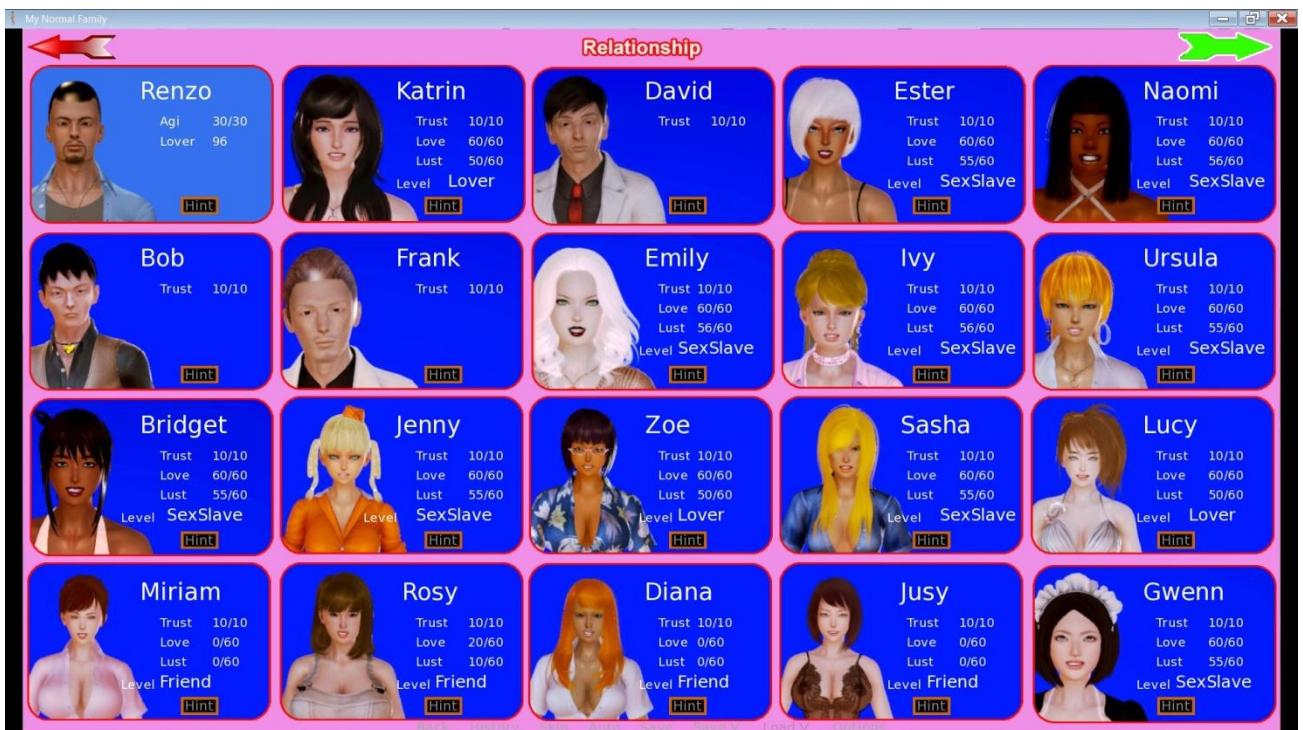 My Normal Family
Relationship
Renzo
Agi 30/30
Lover 96
Hint
Katrin
Trust 10/10
Love 60/60
Lust 50/60
Level Lover
Hint
David
Trust 10/10
Hint
Ester
Trust 10/10
Love 60/60
Lust 55/60
Level SexSlave
Hint
Naomi
Trust 10/10
Love 60/60
Lust 56/60
Level SexSlave
Hint
Bob
Trust 10/10
Hint
Frank
Trust 10/10
Hint
Emily
Trust 10/10
Love 60/60
Lust 56/60
Level SexSlave
Hint
Ivy
Trust 10/10
Love 60/60
Lust 56/60
Level SexSlave
Hint
Ursula
Trust 10/10
Love 60/60
Lust 55/60
Level SexSlave
Hint
Bridget
Trust 10/10
Love 60/60
Lust 55/60
Level SexSlave
Hint
Jenny
Trust 10/10
Love 60/60
Lust 55/60
Level SexSlave
Hint
Zoe
Trust 10/10
Love 60/60
Lust 50/60
Level Lover
Hint
Sasha
Trust 10/10
Love 60/60
Lust 55/60
Level SexSlave
Hint
Lucy
Trust 10/10
Love 60/60
Lust 50/60
Level Lover
Hint
Miriam
Trust 10/10
Love 0/60
Lust 0/60
Level Friend
Hint
Rosy
Trust 10/10
Love 20/60
Lust 10/60
Level Friend
Hint
Diana
Trust 10/10
Love 0/60
Lust 0/60
Level Friend
Hint
Jusy
Trust 10/10
Love 0/60
Lust 0/60
Level Friend
Hint
Gwenn
Trust 10/10
Love 60/60
Lust 55/60
Level SexSlave
Hint
Back History Skip Auto Save Save V Load V Options